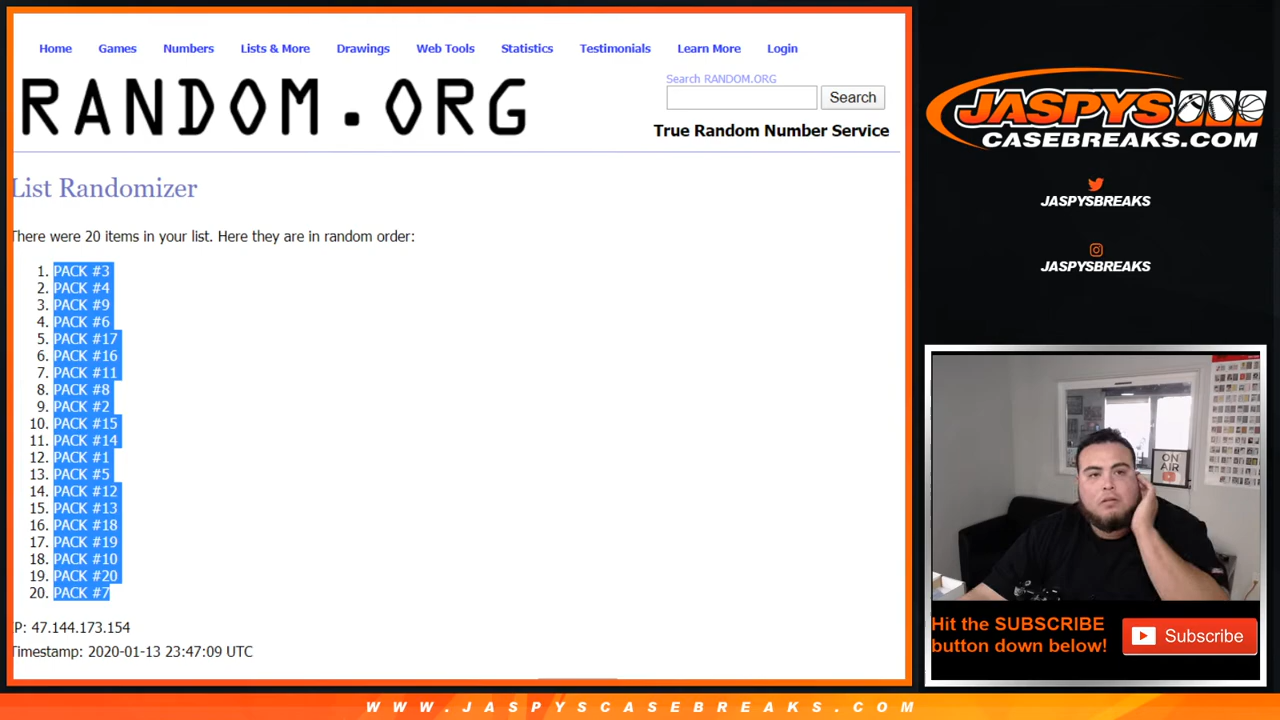 Home Games Numbers Lists & More Drawings Web Tools Statistics Testimonials Learn More Login
RANDOM.ORG
Search RANDOM.ORG
Search
True Random Number Service
List Randomizer
There were 20 items in your list. Here they are in random order:
1. PACK #3
2. PACK #4
3. PACK #9
4. PACK #6
5. PACK #17
6. PACK #16
7. PACK #11
8. PACK #8
9. PACK #2
10. PACK #15
11. PACK #14
12. PACK #1
13. PACK #5
14. PACK #12
15. PACK #13
16. PACK #18
17. PACK #19
18. PACK #10
19. PACK #20
20. PACK #7
IP: 47.144.173.154
Timestamp: 2020-01-13 23:47:09 UTC
JASPYS
CASEBREAKS.COM
JASPYSBREAKS
JASPYSBREAKS
ON
AIR
Hit the SUBSCRIBE
button down below!
Subscribe
WWW.JASPYSCASEBREAKS.COM